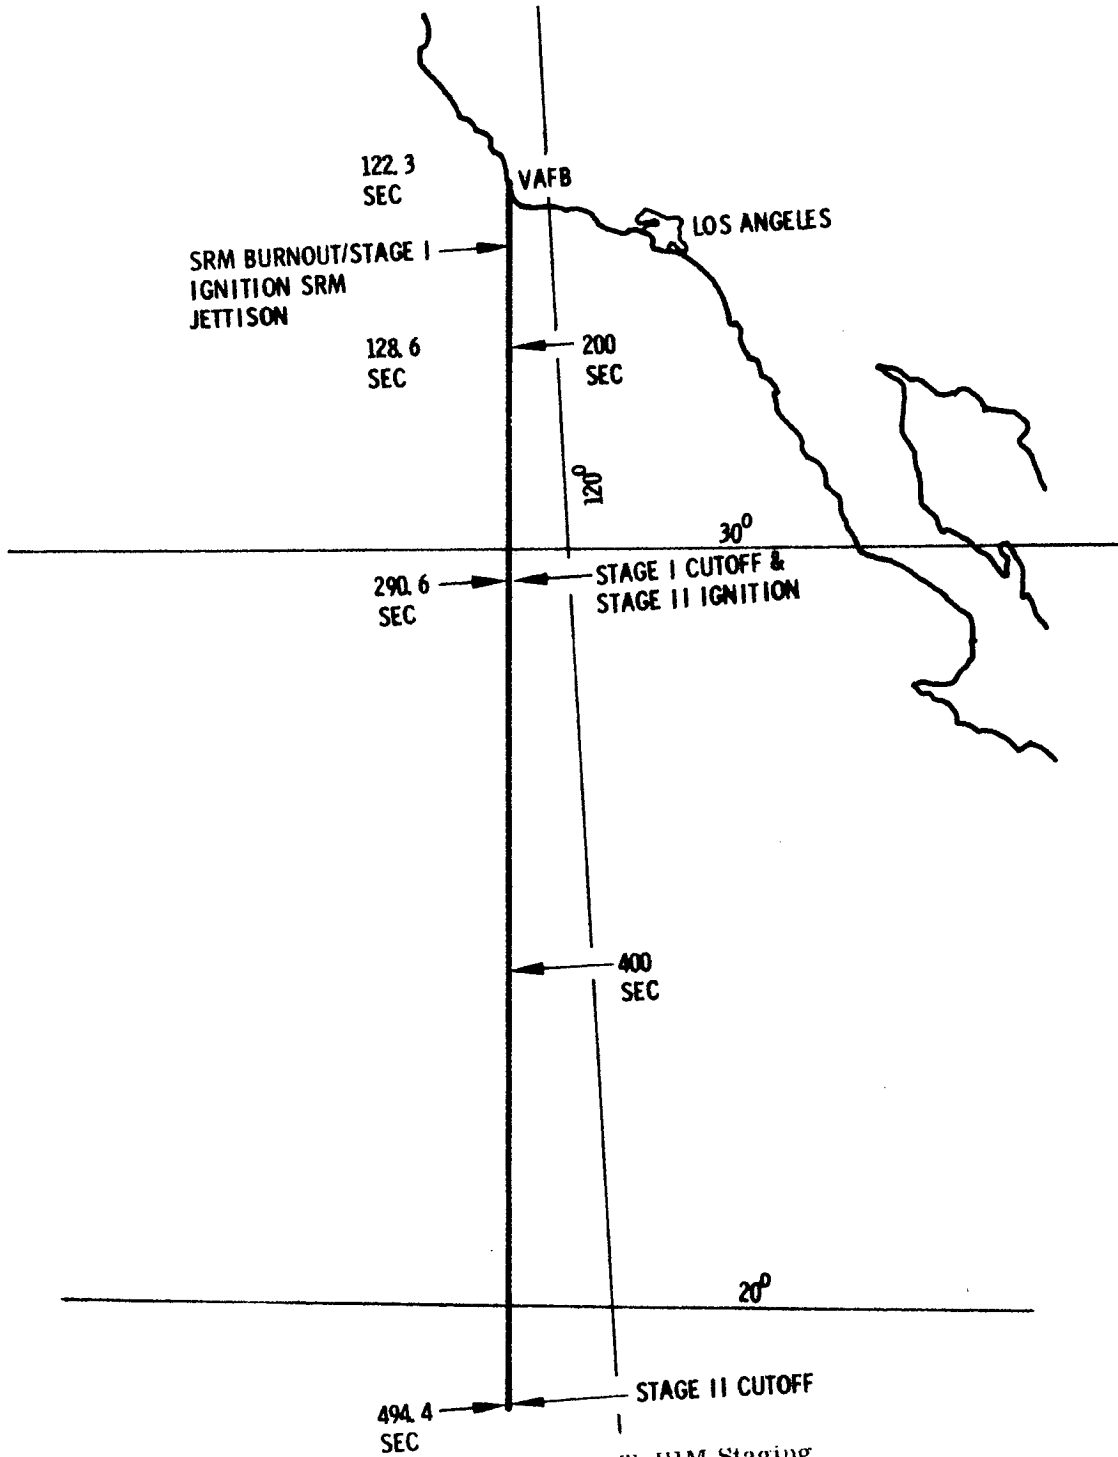 122.3
SEC
VAFB
LOS ANGELES
SRM BURNOUT/STAGE I
IGNITION SRM
JETTISON
128.6
SEC
200
SEC
120°
30°
290.6
SEC
STAGE I CUTOFF &
STAGE II IGNITION
400
SEC
20°
494.4
SEC
STAGE II CUTOFF
Staging